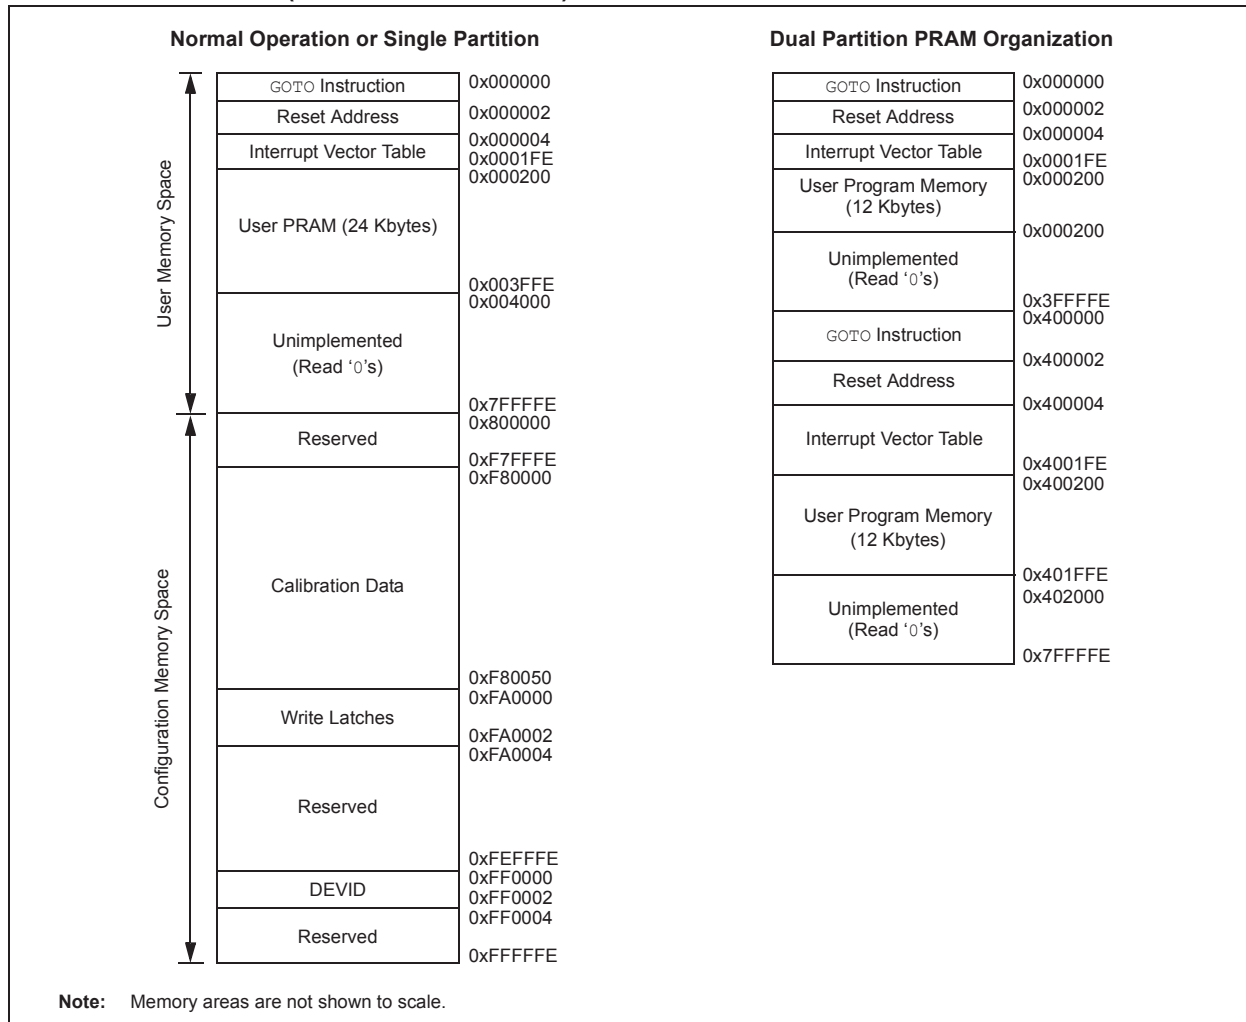 Normal Operation or Single Partition
User Memory Space
GOTO Instruction
0x000000
Reset Address
0x000002
0x000004
Interrupt Vector Table
0x0001FE
0x000200
User PRAM (24 Kbytes)
0x003FFE
0x004000
Unimplemented
(Read ‘0’s)
0x7FFFFE
Configuration Memory Space
0x800000
Reserved
0xF7FFFE
0xF80000
Calibration Data
0xF80050
0xFA0000
Write Latches
0xFA0002
0xFA0004
Reserved
0xFEFFFE
0xFF0000
DEVID
0xFF0002
0xFF0004
Reserved
0xFFFFFE
Dual Partition PRAM Organization
GOTO Instruction
0x000000
Reset Address
0x000002
0x000004
Interrupt Vector Table
0x0001FE
0x000200
User Program Memory
(12 Kbytes)
0x000200
Unimplemented
(Read ‘0’s)
0x3FFFFE
0x400000
GOTO Instruction
0x400002
Reset Address
0x400004
Interrupt Vector Table
0x4001FE
0x400200
User Program Memory
(12 Kbytes)
0x401FFE
0x402000
Unimplemented
(Read ‘0’s)
0x7FFFFE
Note: Memory areas are not shown to scale.